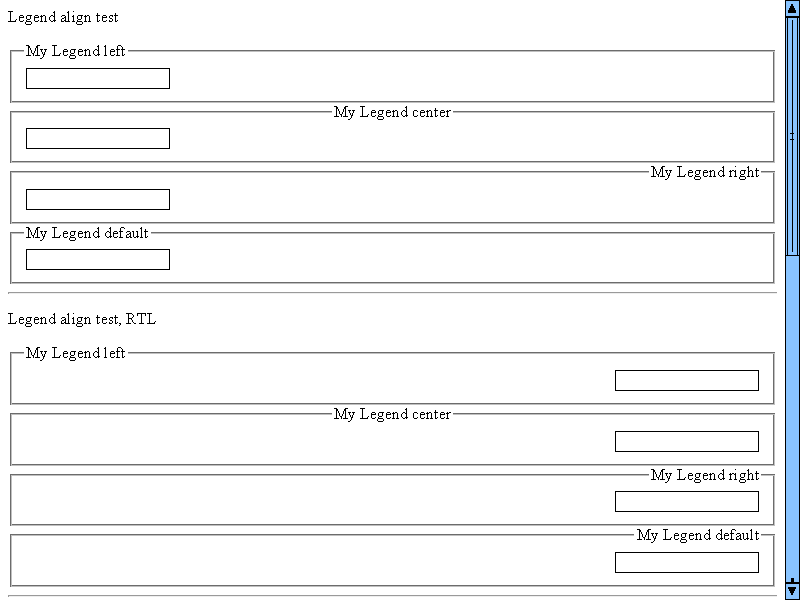 Legend align test
My Legend left
My Legend center
My Legend right
My Legend default
Legend align test, RTL
My Legend left
My Legend center
My Legend right
My Legend default